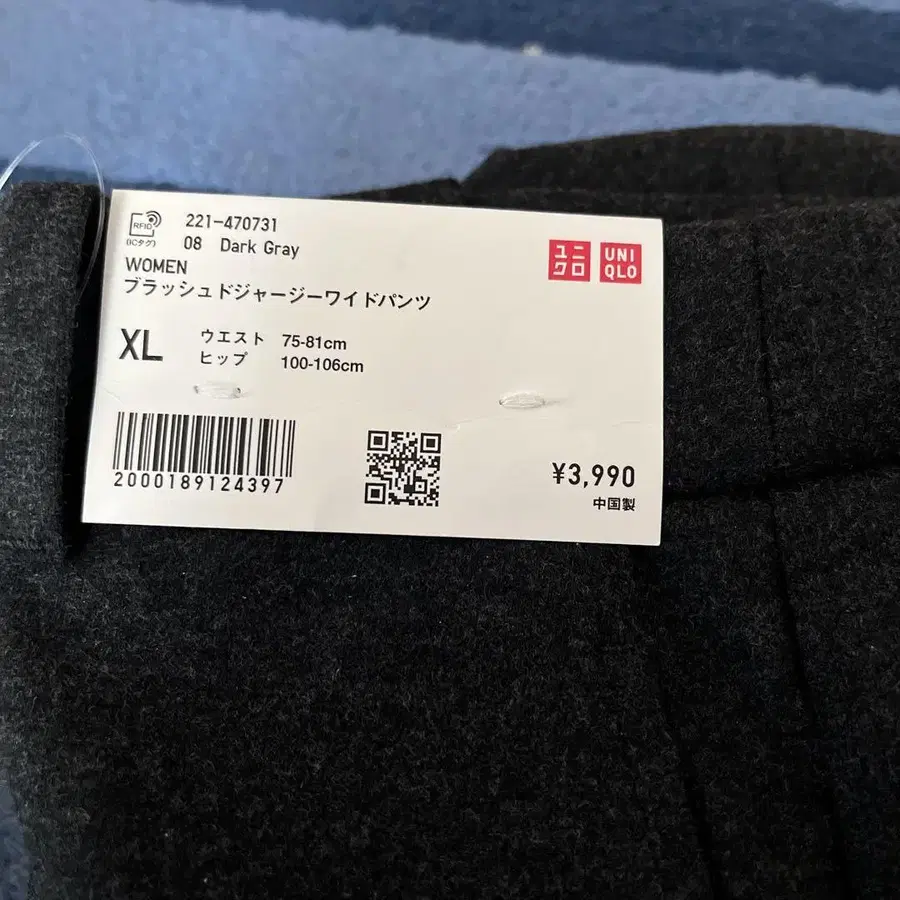 RFID
(ICタグ)
221-470731
08 Dark Gray
WOMEN
ブラッシュドジャージーワイドパンツ
ユニ
クロ
UNI
QLO
XL
ウエスト 75-81cm
ヒップ 100-106cm
2000189124397
¥3,990
中国製